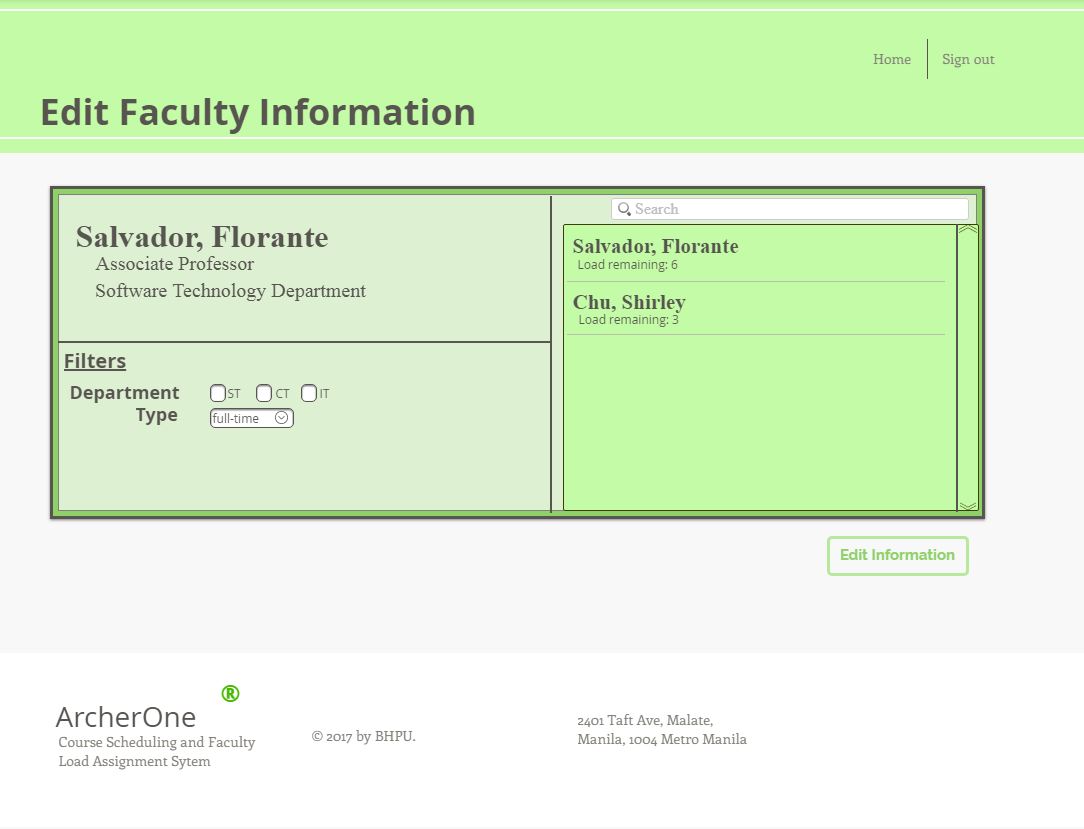 Home
Sign out
Edit Faculty Information
Salvador, Florante
Associate Professor
Software Technology Department
Filters
Department
ST
CT
IT
Type
full-time
Search
Salvador, Florante
Load remaining: 6
Chu, Shirley
Load remaining: 3
Edit Information
ArcherOne ®
Course Scheduling and Faculty
Load Assignment Sytem
© 2017 by BHPU.
2401 Taft Ave, Malate,
Manila, 1004 Metro Manila